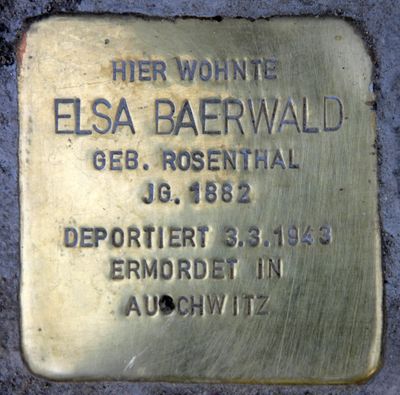 HIER WOHNTE
ELSA BAERWALD
GEB. ROSENTHAL
JG. 1882
DEPORTIERT 3.3.1943
ERMORDET IN
AUSCHWITZ